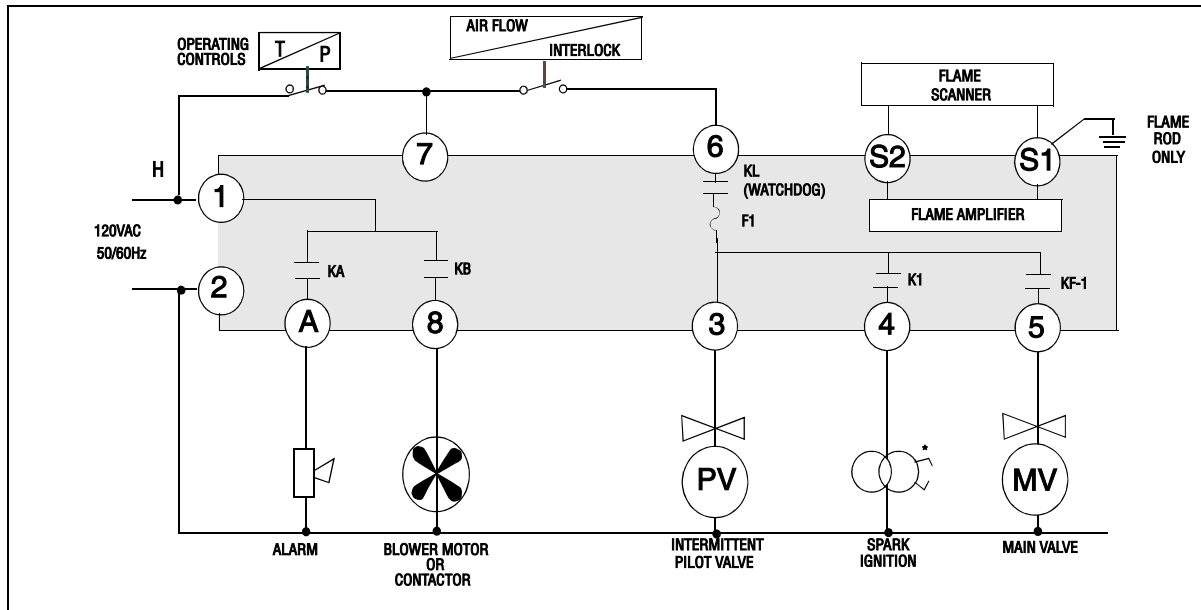 OPERATING
CONTROLS
T
P
AIR FLOW
INTERLOCK
FLAME
SCANNER
FLAME
ROD
ONLY
7
6
S2
S1
H
1
KL
(WATCHDOG)
F1
FLAME AMPLIFIER
120VAC
50/60Hz
2
KA
KB
K1
KF-1
A
8
3
4
5
*
PV
MV
ALARM
BLOWER MOTOR
OR
CONTACTOR
INTERMITTENT
PILOT VALVE
SPARK
IGNITION
MAIN VALVE